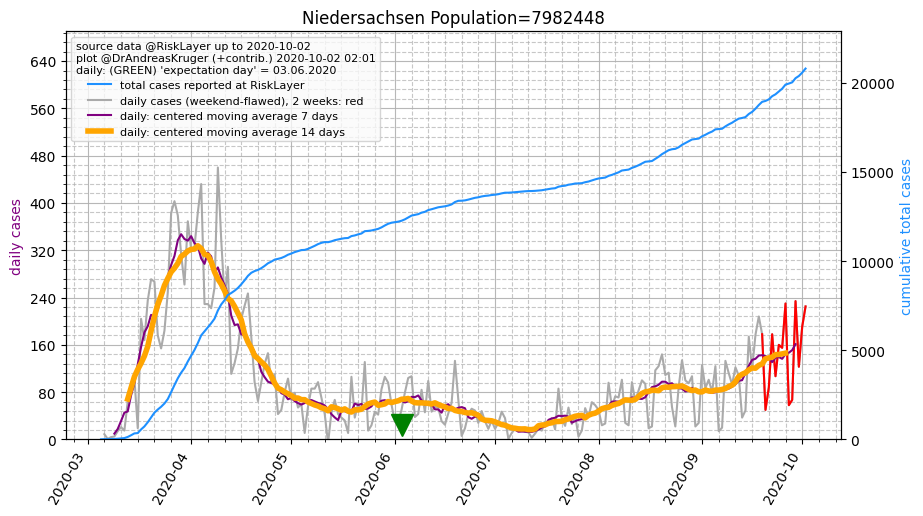 Niedersachsen Population=7982448
source data @RiskLayer up to 2020-10-02
plot @DrAndreasKruger (+contrib.) 2020-10-02 02:01
daily: (GREEN) 'expectation day' = 03.06.2020
total cases reported at RiskLayer
daily cases (weekend-flawed), 2 weeks: red
daily: centered moving average 7 days
daily: centered moving average 14 days
daily cases
640
560
480
400
320
240
160
80
0
cumulative total cases
20000
15000
10000
5000
0
2020-03
2020-04
2020-05
2020-06
2020-07
2020-08
2020-09
2020-10